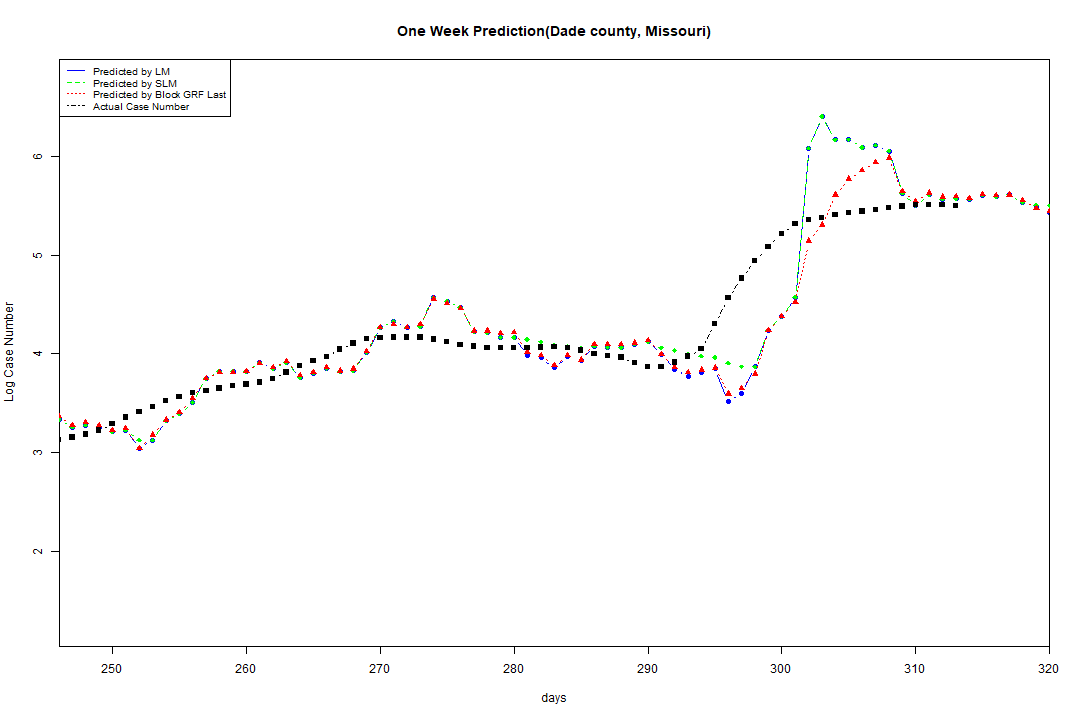 One Week Prediction(Dade county, Missouri)
Predicted by LM
Predicted by SLM
Predicted by Block GRF Last
Actual Case Number
6
5
4
3
2
Log Case Number
250 260 270 280 290 300 310 320
days